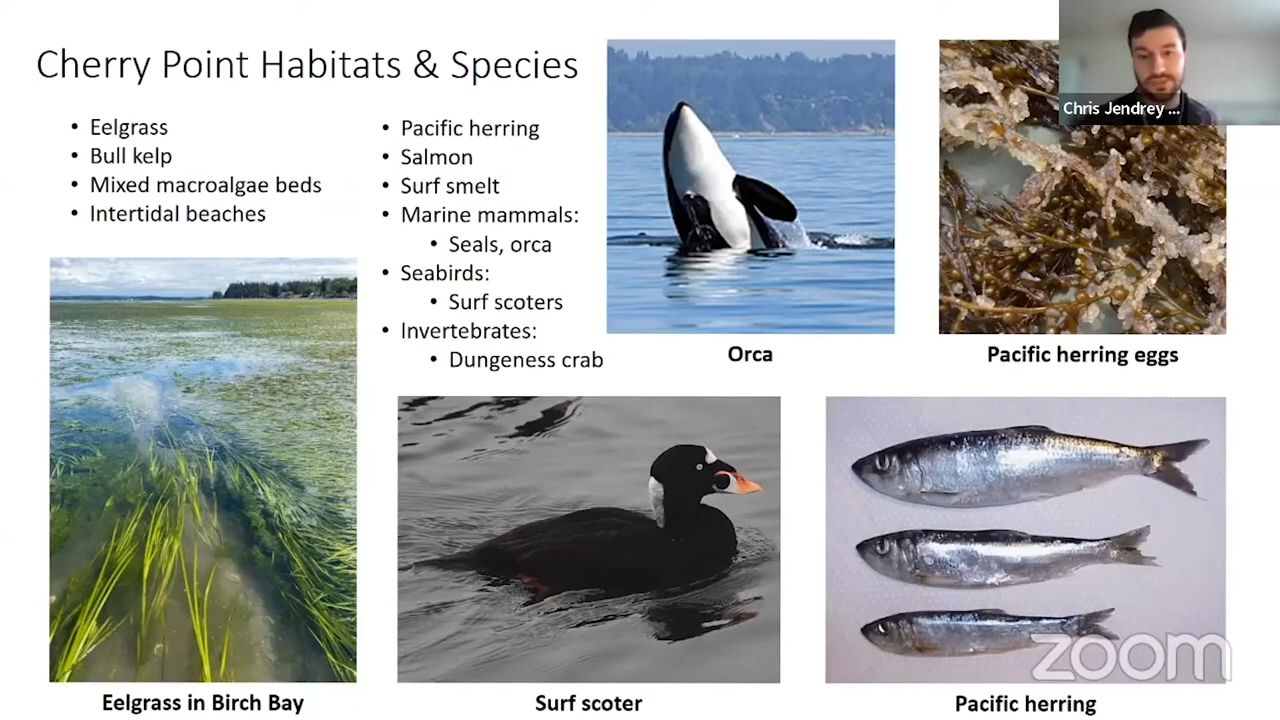 Cherry Point Habitats & Species
• Eelgrass
• Bull kelp
• Mixed macroalgae beds
• Intertidal beaches
• Pacific herring
• Salmon
• Surf smelt
• Marine mammals:
• Seals, orca
• Seabirds:
• Surf scoters
• Invertebrates:
• Dungeness crab
Chris Jendrey ...
Orca
Pacific herring eggs
Eelgrass in Birch Bay
Surf scoter
Pacific herring
zoom